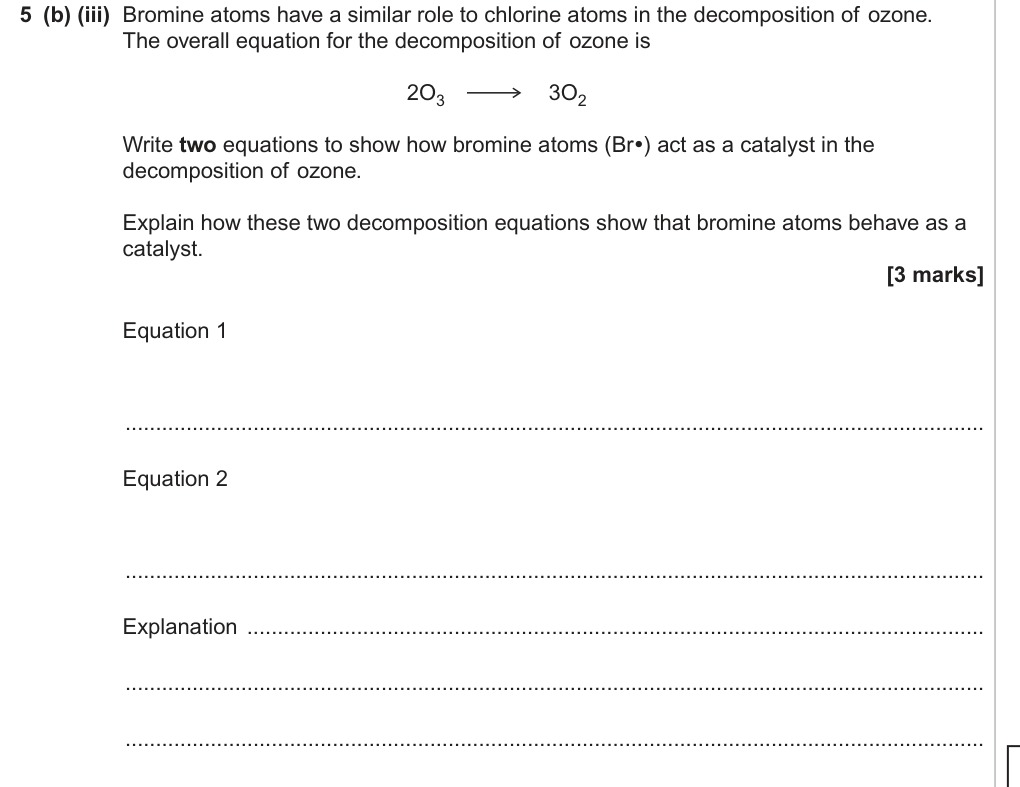 5 (b) (iii) Bromine atoms have a similar role to chlorine atoms in the decomposition of ozone.
The overall equation for the decomposition of ozone is
2O₃ ⟶ 3O₂
Write two equations to show how bromine atoms (Br•) act as a catalyst in the
decomposition of ozone.
Explain how these two decomposition equations show that bromine atoms behave as a
catalyst.
[3 marks]
Equation 1
Equation 2
Explanation